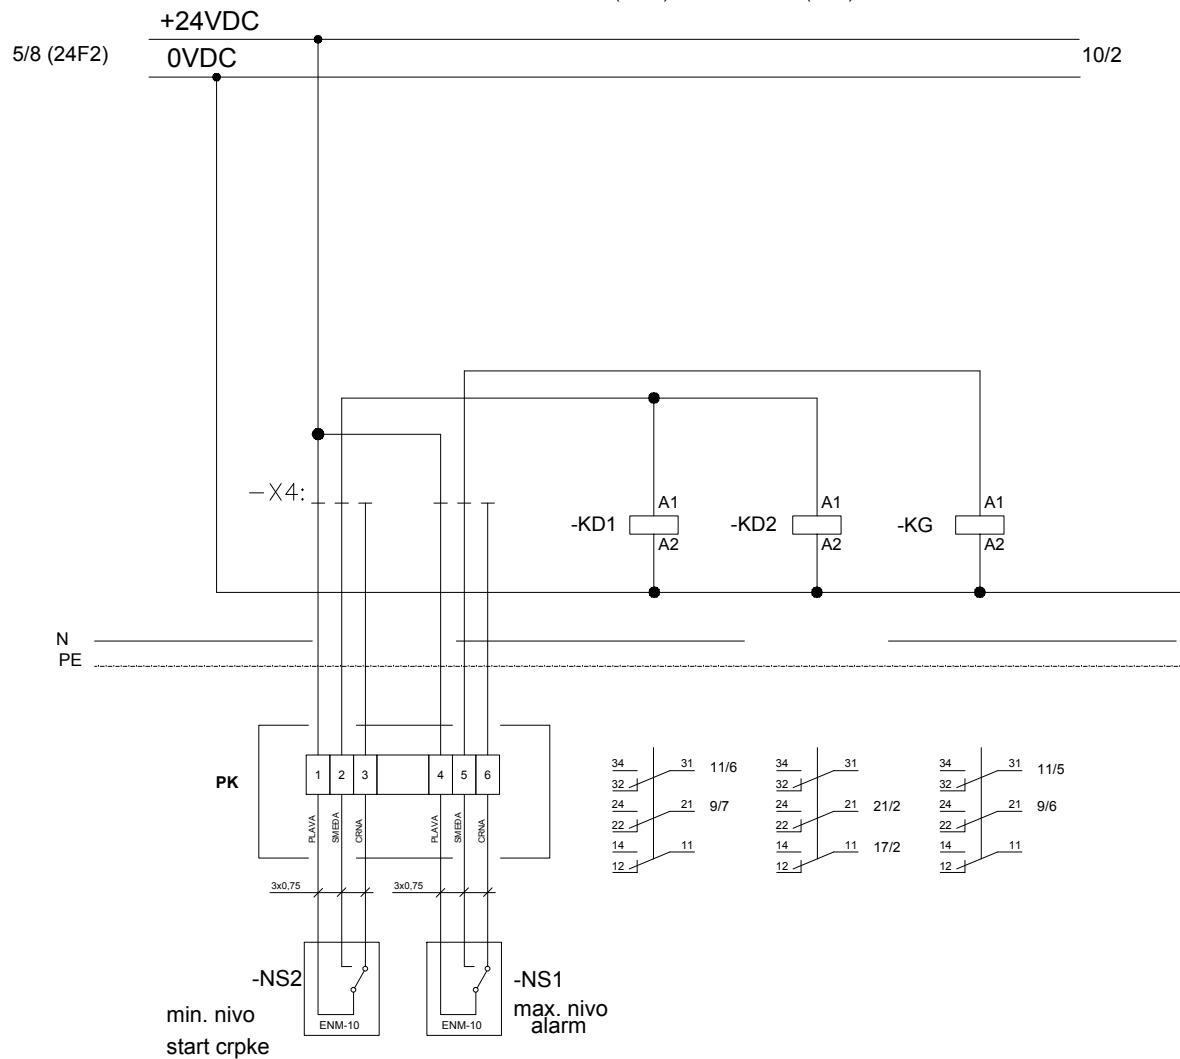 +24VDC
5/8 (24F2)
0VDC
10/2
-X4:
A1
A1
A1
-KD1
-KD2
-KG
A2
A2
A2
N
PE
PK
1 2 3 4 5 6
PLAVA
SMEĐA
CRNA
PLAVA
SMEĐA
CRNA
3x0,75
3x0,75
34 31 11/6
32
24 21 9/7
22
14 11
12
34 31
32
24 21 21/2
22
14 11 17/2
12
34 31 11/5
32
24 21 9/6
22
14 11
12
-NS2
ENM-10
min. nivo
start crpke
-NS1
ENM-10
max. nivo
alarm